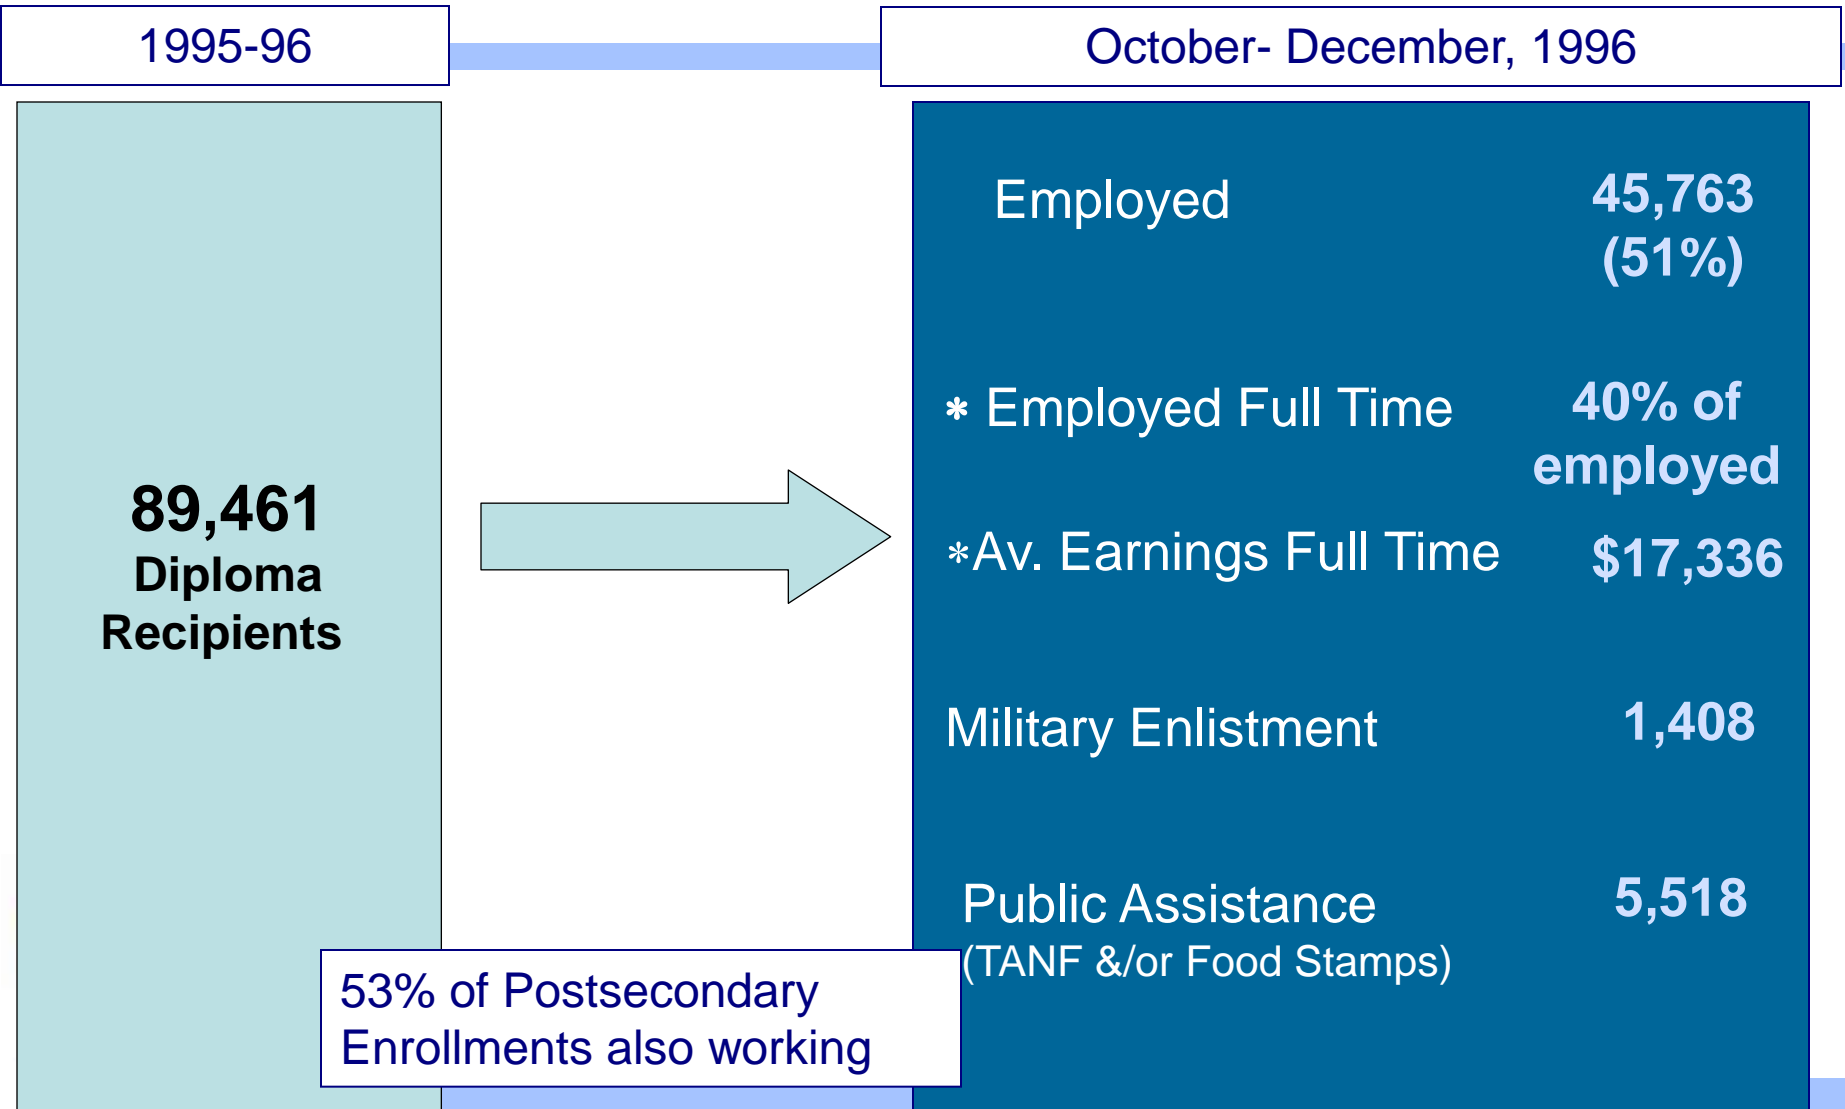 1995-96
October- December, 1996
89,461
Diploma
Recipients
Employed
45,763
(51%)
* Employed Full Time
40% of
employed
*Av. Earnings Full Time
$17,336
Military Enlistment
1,408
Public Assistance
5,518
(TANF &/or Food Stamps)
53% of Postsecondary
Enrollments also working